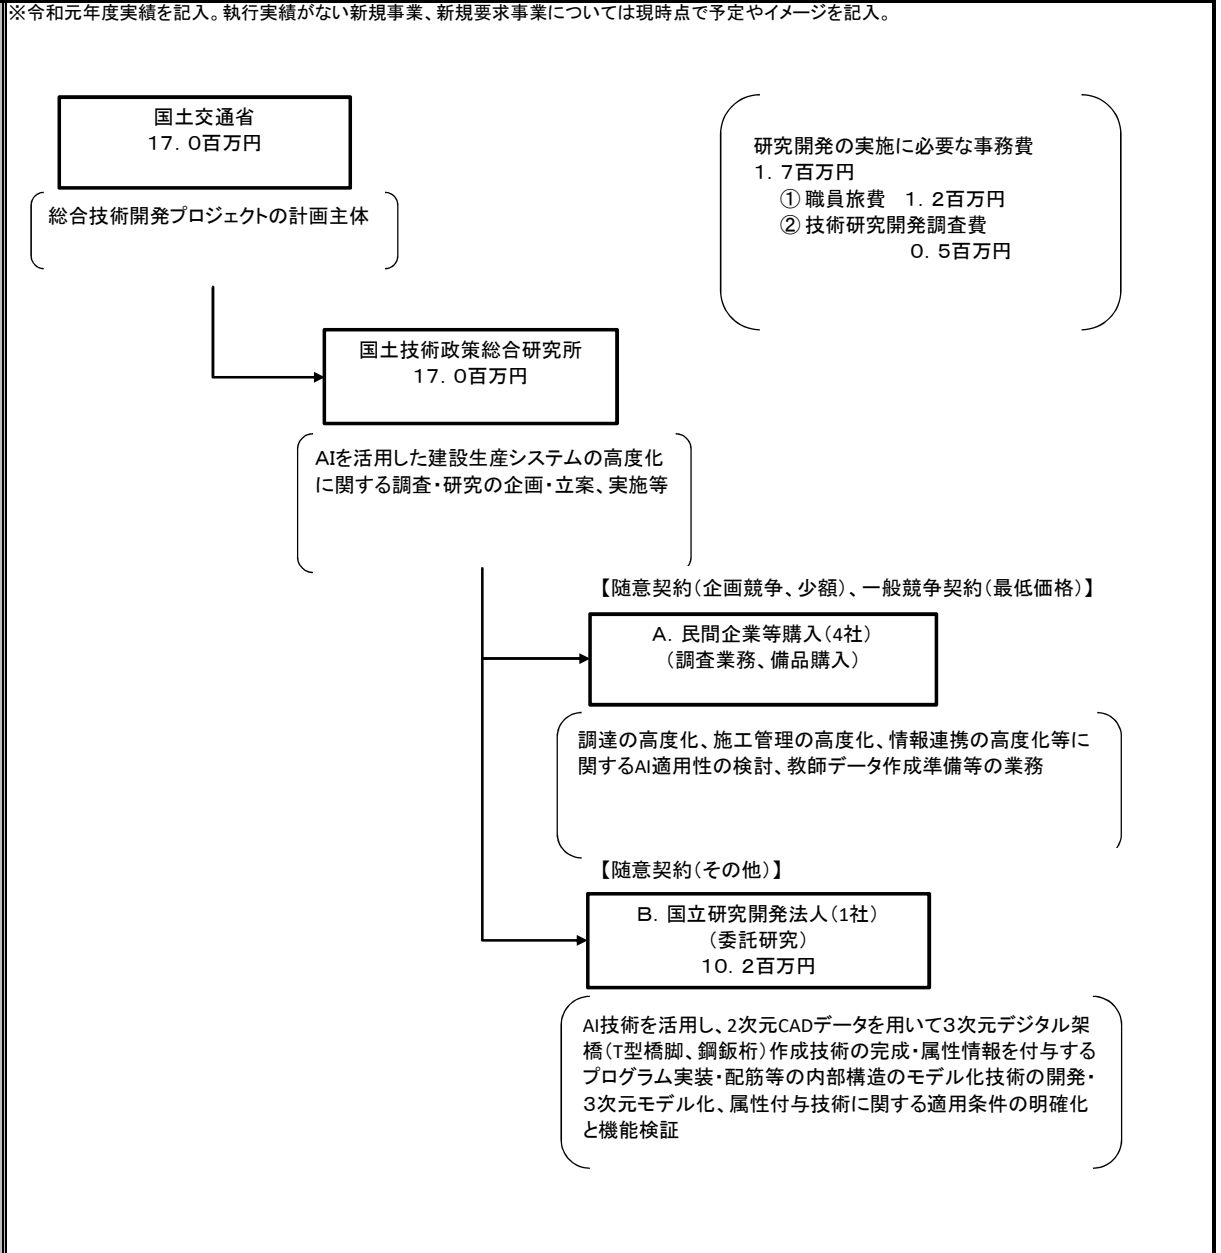 ※令和元年度実績を記入。執行実績がない新規事業、新規要求事業については現時点で予定やイメージを記入。
国土交通省
17.0百万円
総合技術開発プロジェクトの計画主体
研究開発の実施に必要な事務費
1.7百万円
①職員旅費　1.2百万円
②技術研究開発調査費
0.5百万円
国土技術政策総合研究所
17.0百万円
AIを活用した建設生産システムの高度化
に関する調査・研究の企画・立案、実施等
【随意契約（企画競争、少額）、一般競争契約（最低価格）】
A．民間企業等購入（4社）
（調査業務、備品購入）
調達の高度化、施工管理の高度化、情報連携の高度化等に
関するAI適用性の検討、教師データ作成準備等の業務
【随意契約（その他）】
B．国立研究開発法人（1社）
（委託研究）
10.2百万円
AI技術を活用し、2次元CADデータを用いて３次元デジタル架
橋（T型橋脚、鋼鈑桁）作成技術の完成・属性情報を付与する
プログラム実装・配筋等の内部構造のモデル化技術の開発・
３次元モデル化、属性付与技術に関する適用条件の明確化
と機能検証